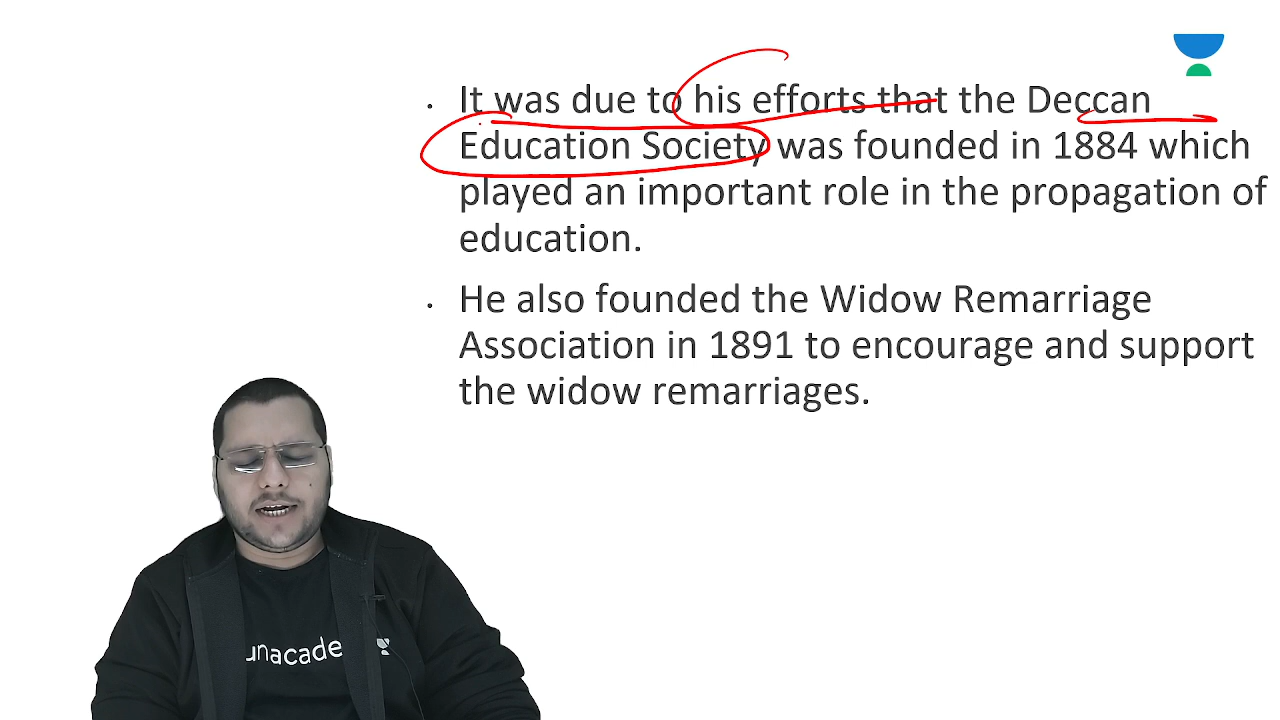 It was due to his efforts that the Deccan
Education Society was founded in 1884 which
played an important role in the propagation of
education.
He also founded the Widow Remarriage
Association in 1891 to encourage and support
the widow remarriages.
unacade